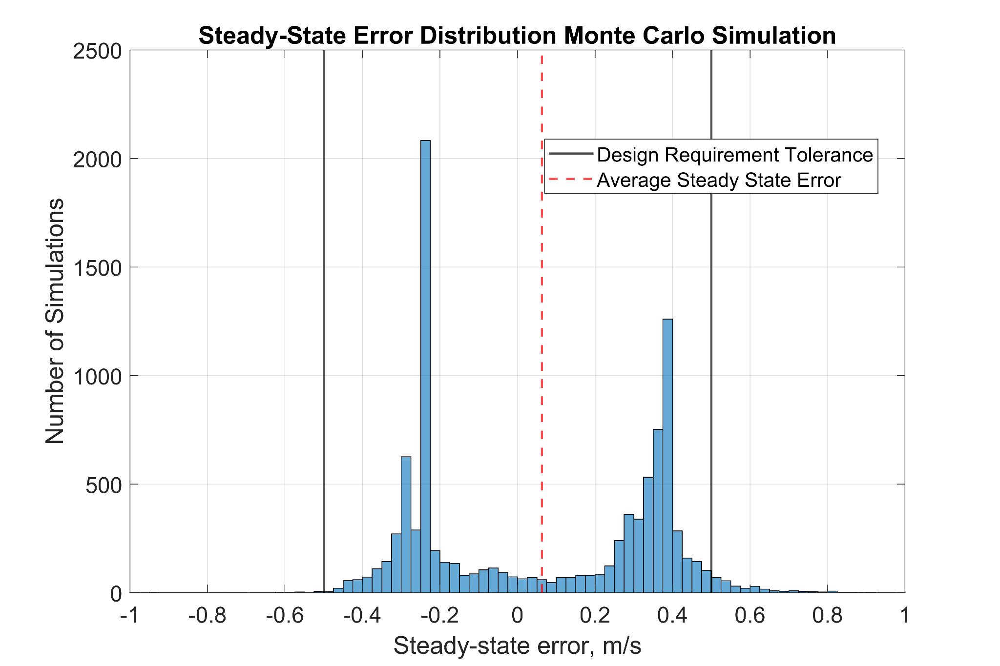 Steady-State Error Distribution Monte Carlo Simulation
2500
2000
1500
1000
500
0
Number of Simulations
Design Requirement Tolerance
Average Steady State Error
-1 -0.8 -0.6 -0.4 -0.2 0 0.2 0.4 0.6 0.8 1
Steady-state error, m/s